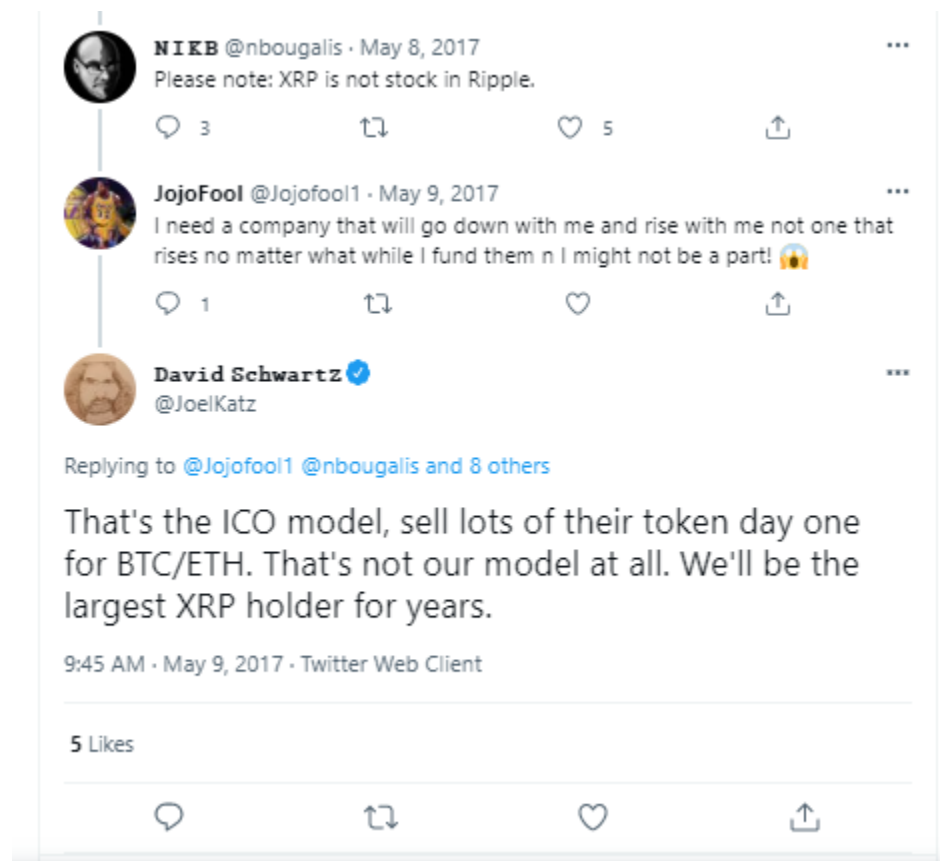 NIKB @nbougalis · May 8, 2017
Please note: XRP is not stock in Ripple.
3 5
JojoFool @Jojofool1 · May 9, 2017
I need a company that will go down with me and rise with me not one that
rises no matter what while I fund them n I might not be a part! 😱
1
David Schwartz
@JoelKatz
Replying to @Jojofool1 @nbougalis and 8 others
That's the ICO model, sell lots of their token day one
for BTC/ETH. That's not our model at all. We'll be the
largest XRP holder for years.
9:45 AM · May 9, 2017 · Twitter Web Client
5 Likes